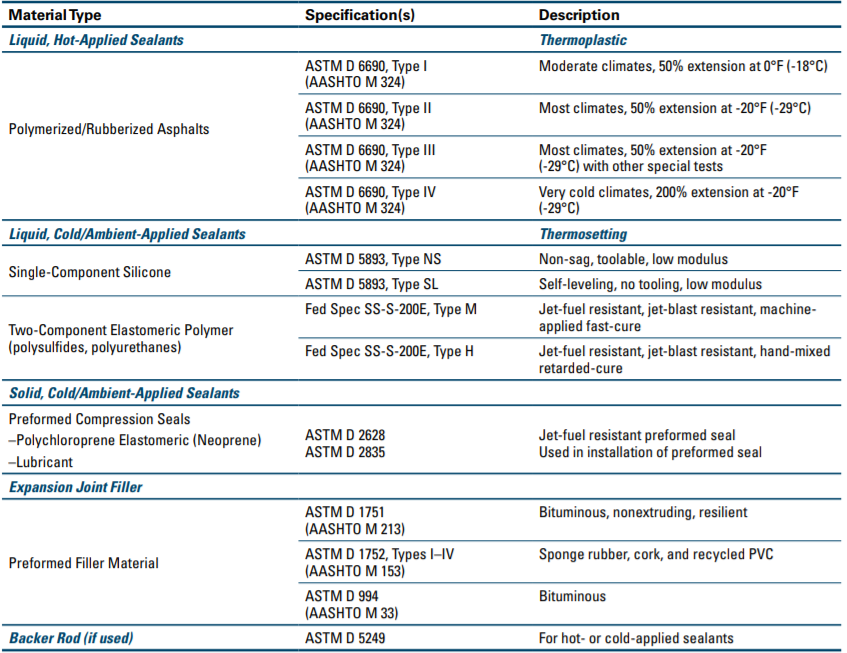 Material Type Specification(s) Description
Liquid, Hot-Applied Sealants Thermoplastic
Polymerized/Rubberized Asphalts
ASTM D 6690, Type I
(AASHTO M 324)
Moderate climates, 50% extension at 0°F (-18°C)
ASTM D 6690, Type II
(AASHTO M 324)
Most climates, 50% extension at -20°F (-29°C)
ASTM D 6690, Type III
(AASHTO M 324)
Most climates, 50% extension at -20°F
(-29°C) with other special tests
ASTM D 6690, Type IV
(AASHTO M 324)
Very cold climates, 200% extension at -20°F
(-29°C)
Liquid, Cold/Ambient-Applied Sealants Thermosetting
Single-Component Silicone
ASTM D 5893, Type NS Non-sag, toolable, low modulus
ASTM D 5893, Type SL Self-leveling, no tooling, low modulus
Two-Component Elastomeric Polymer
(polysulfides, polyurethanes)
Fed Spec SS-S-200E, Type M
Jet-fuel resistant, jet-blast resistant, machine-
applied fast-cure
Fed Spec SS-S-200E, Type H
Jet-fuel resistant, jet-blast resistant, hand-mixed
retarded-cure
Solid, Cold/Ambient-Applied Sealants
Preformed Compression Seals
–Polychloroprene Elastomeric (Neoprene) ASTM D 2628 Jet-fuel resistant preformed seal
–Lubricant ASTM D 2835 Used in installation of preformed seal
Expansion Joint Filler
Preformed Filler Material
ASTM D 1751
(AASHTO M 213)
Bituminous, nonextruding, resilient
ASTM D 1752, Types I–IV
(AASHTO M 153)
Sponge rubber, cork, and recycled PVC
ASTM D 994
(AASHTO M 33)
Bituminous
Backer Rod (if used) ASTM D 5249 For hot- or cold-applied sealants